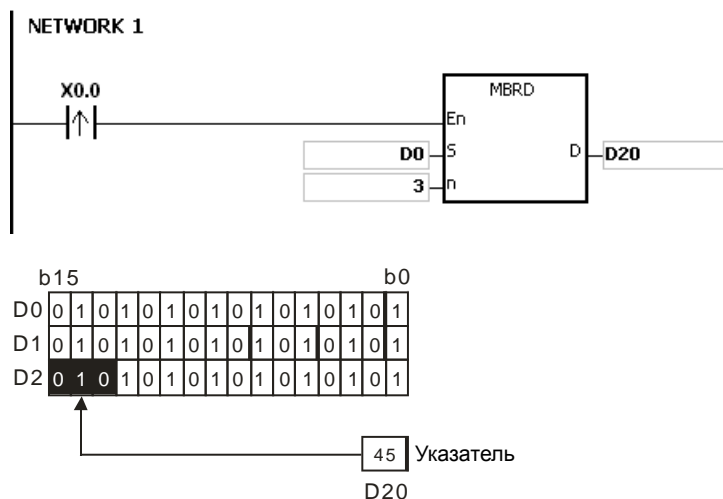 NETWORK 1
X0.0
MBRD
En
D0 S D D20
3 n
b15 b0
D0 0 1 0 1 0 1 0 1 0 1 0 1 0 1 0 1
D1 0 1 0 1 0 1 0 1 0 1 0 1 0 1 0 1
D2 0 1 0 1 0 1 0 1 0 1 0 1 0 1 0 1
45 Указатель
D20